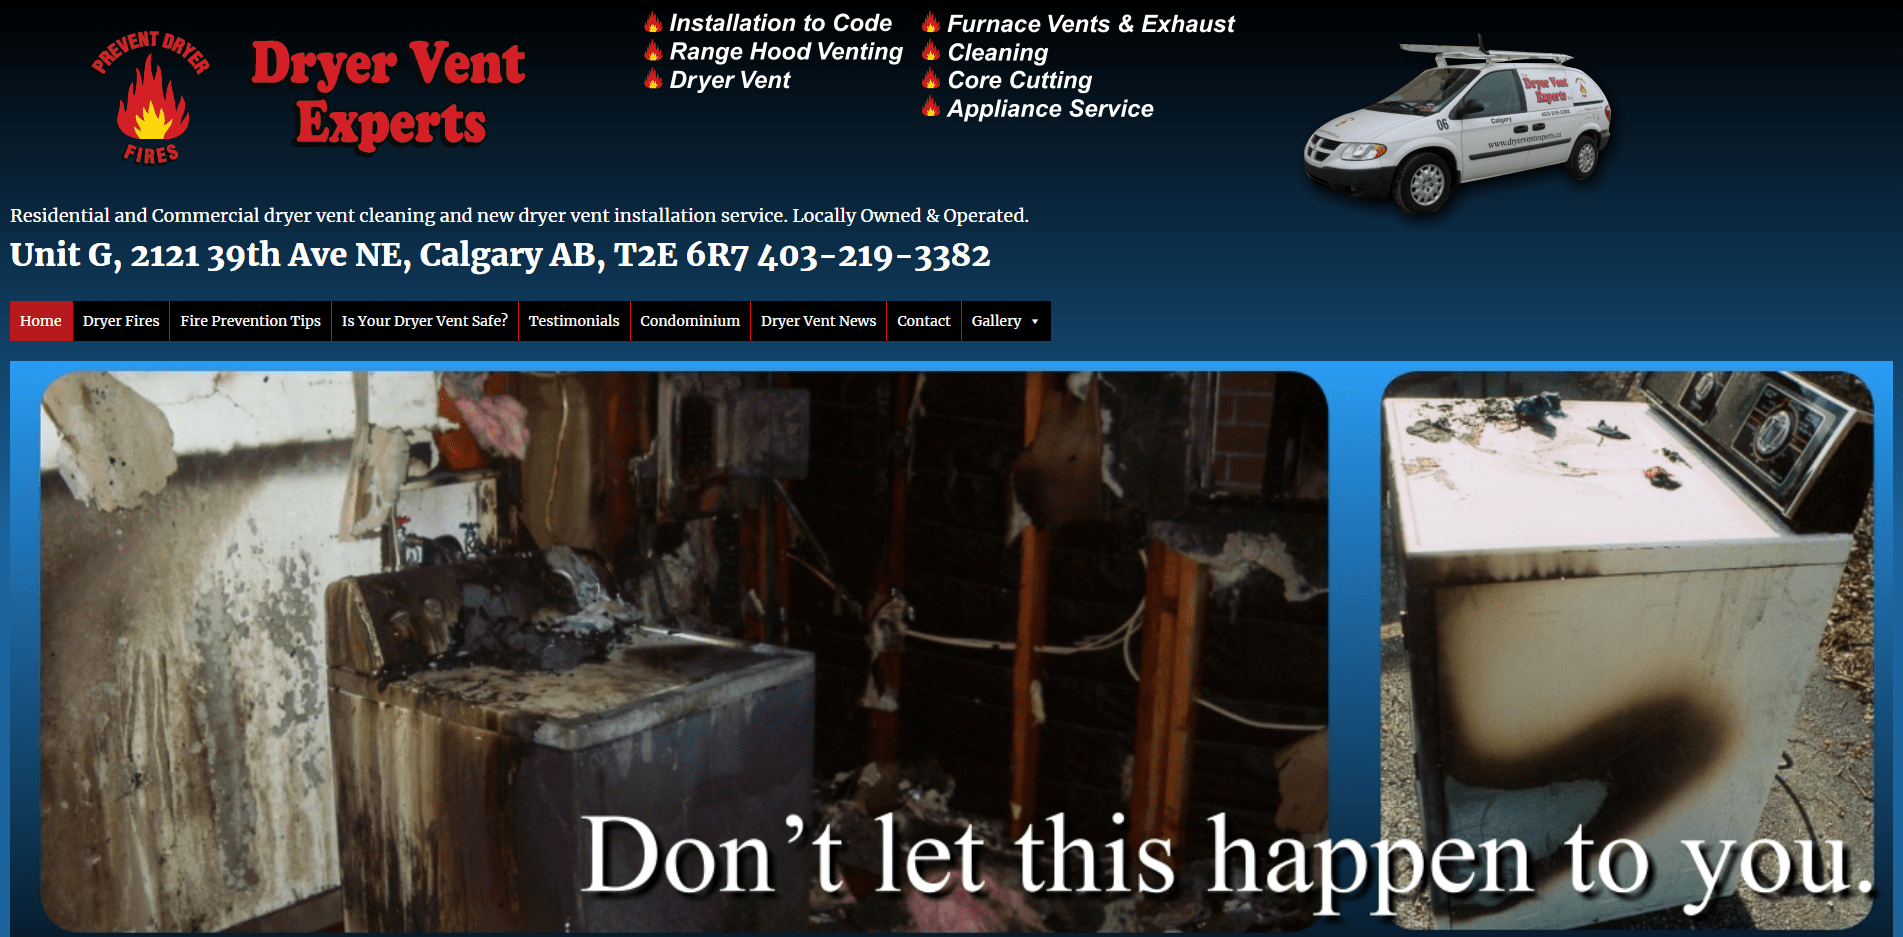 PREVENT DRYER
FIRES
Dryer Vent
Experts
Installation to Code
Range Hood Venting
Dryer Vent
Furnace Vents & Exhaust
Cleaning
Core Cutting
Appliance Service
Dryer Vent
Experts
06
Calgary
403-219-3382
www.dryerventexperts.ca
Residential and Commercial dryer vent cleaning and new dryer vent installation service. Locally Owned & Operated.
Unit G, 2121 39th Ave NE, Calgary AB, T2E 6R7 403-219-3382
Home Dryer Fires Fire Prevention Tips Is Your Dryer Vent Safe? Testimonials Condominium Dryer Vent News Contact Gallery
Don't let this happen to you.